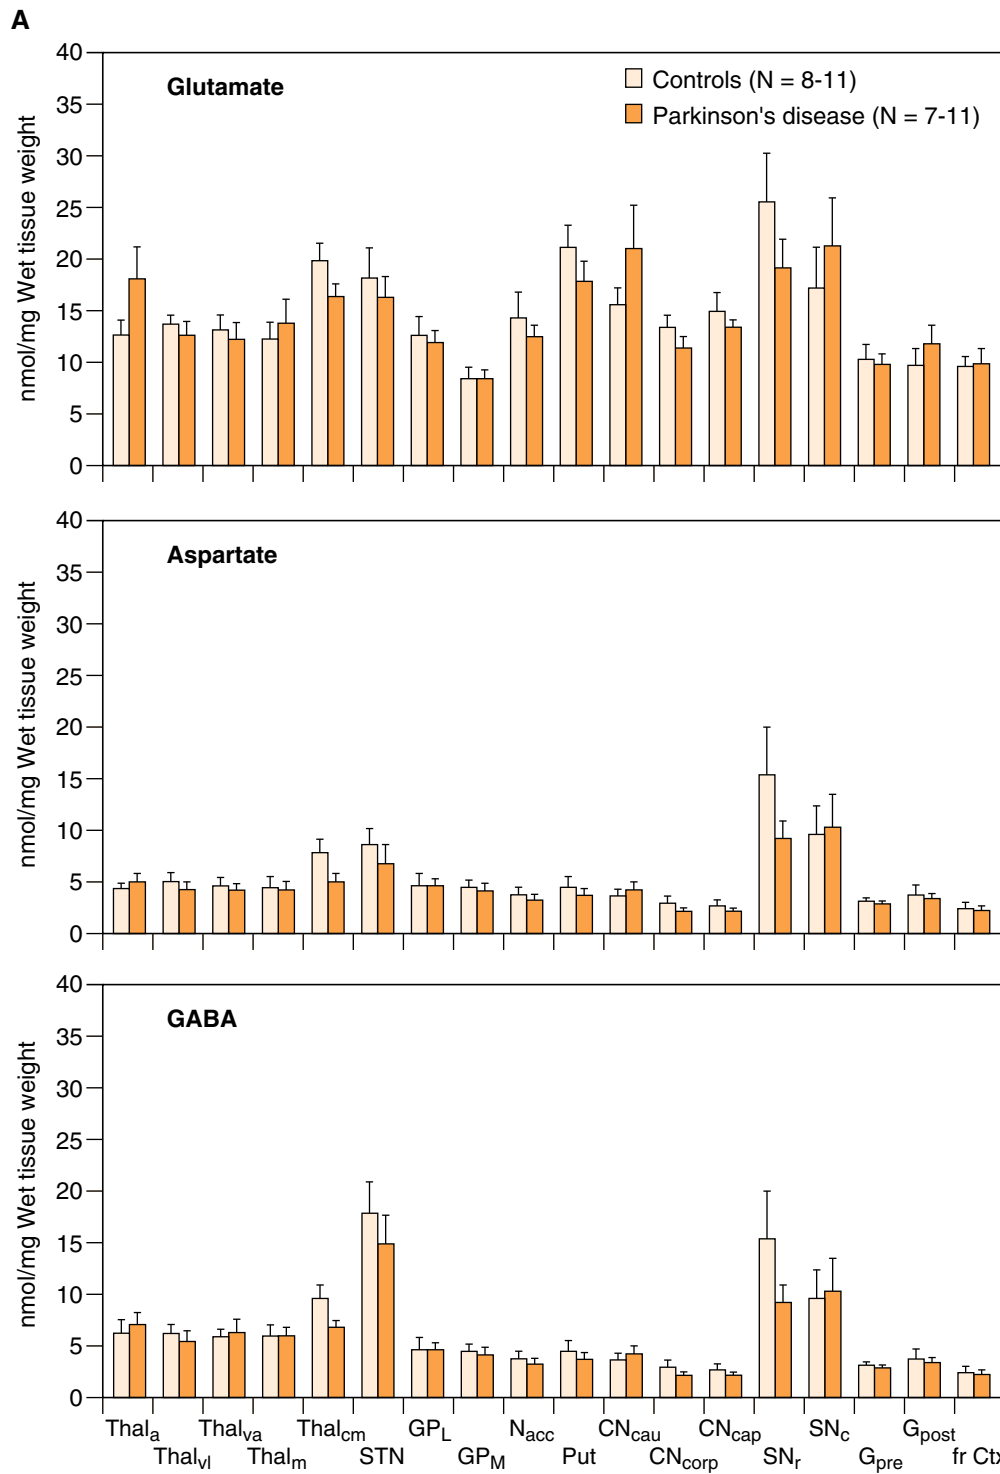 A
Glutamate
Controls (N = 8-11)
Parkinson's disease (N = 7-11)
nmol/mg Wet tissue weight
40
35
30
25
20
15
10
5
0
Aspartate
nmol/mg Wet tissue weight
40
35
30
25
20
15
10
5
0
GABA
nmol/mg Wet tissue weight
40
35
30
25
20
15
10
5
0
Thala Thalva Thalcm GPL Nacc CNcau CNcap SNc Gpost
Thalvl Thalm STN GPM Put CNcorp SNr Gpre fr Ctx